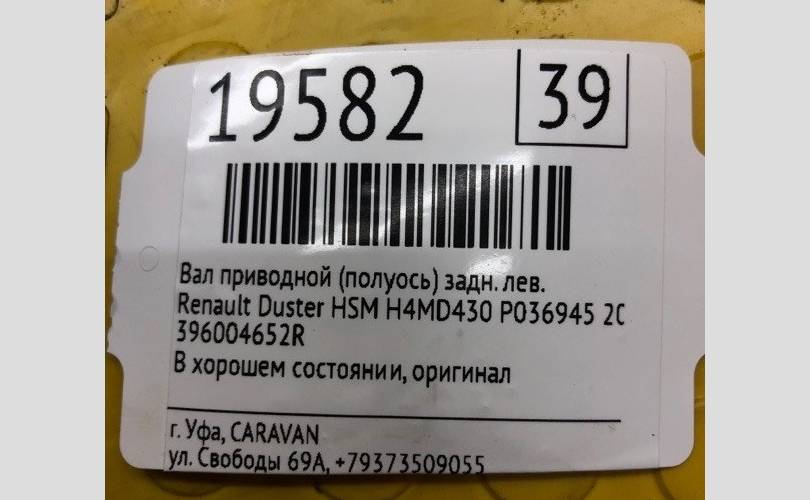 19582
39
Вал приводной (полуось) задн. лев.
Renault Duster HSM H4MD430 P036945
396004652R
В хорошем состоянии, оригинал
г. Уфа, CARAVAN
ул. Свободы 69А, +79373509055